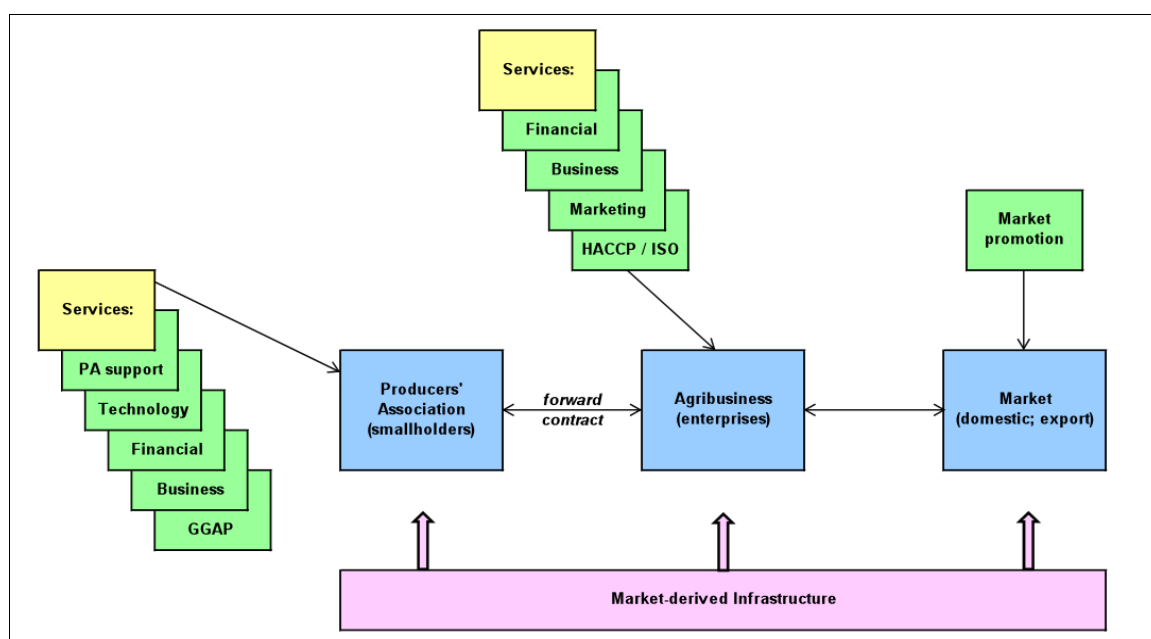 Services:
Financial
Business
Marketing
HACCP / ISO
Market
promotion
Services:
PA support
Technology
Financial
Business
GGAP
Producers'
Association
(smallholders)
forward
contract
Agribusiness
(enterprises)
Market
(domestic; export)
Market-derived Infrastructure